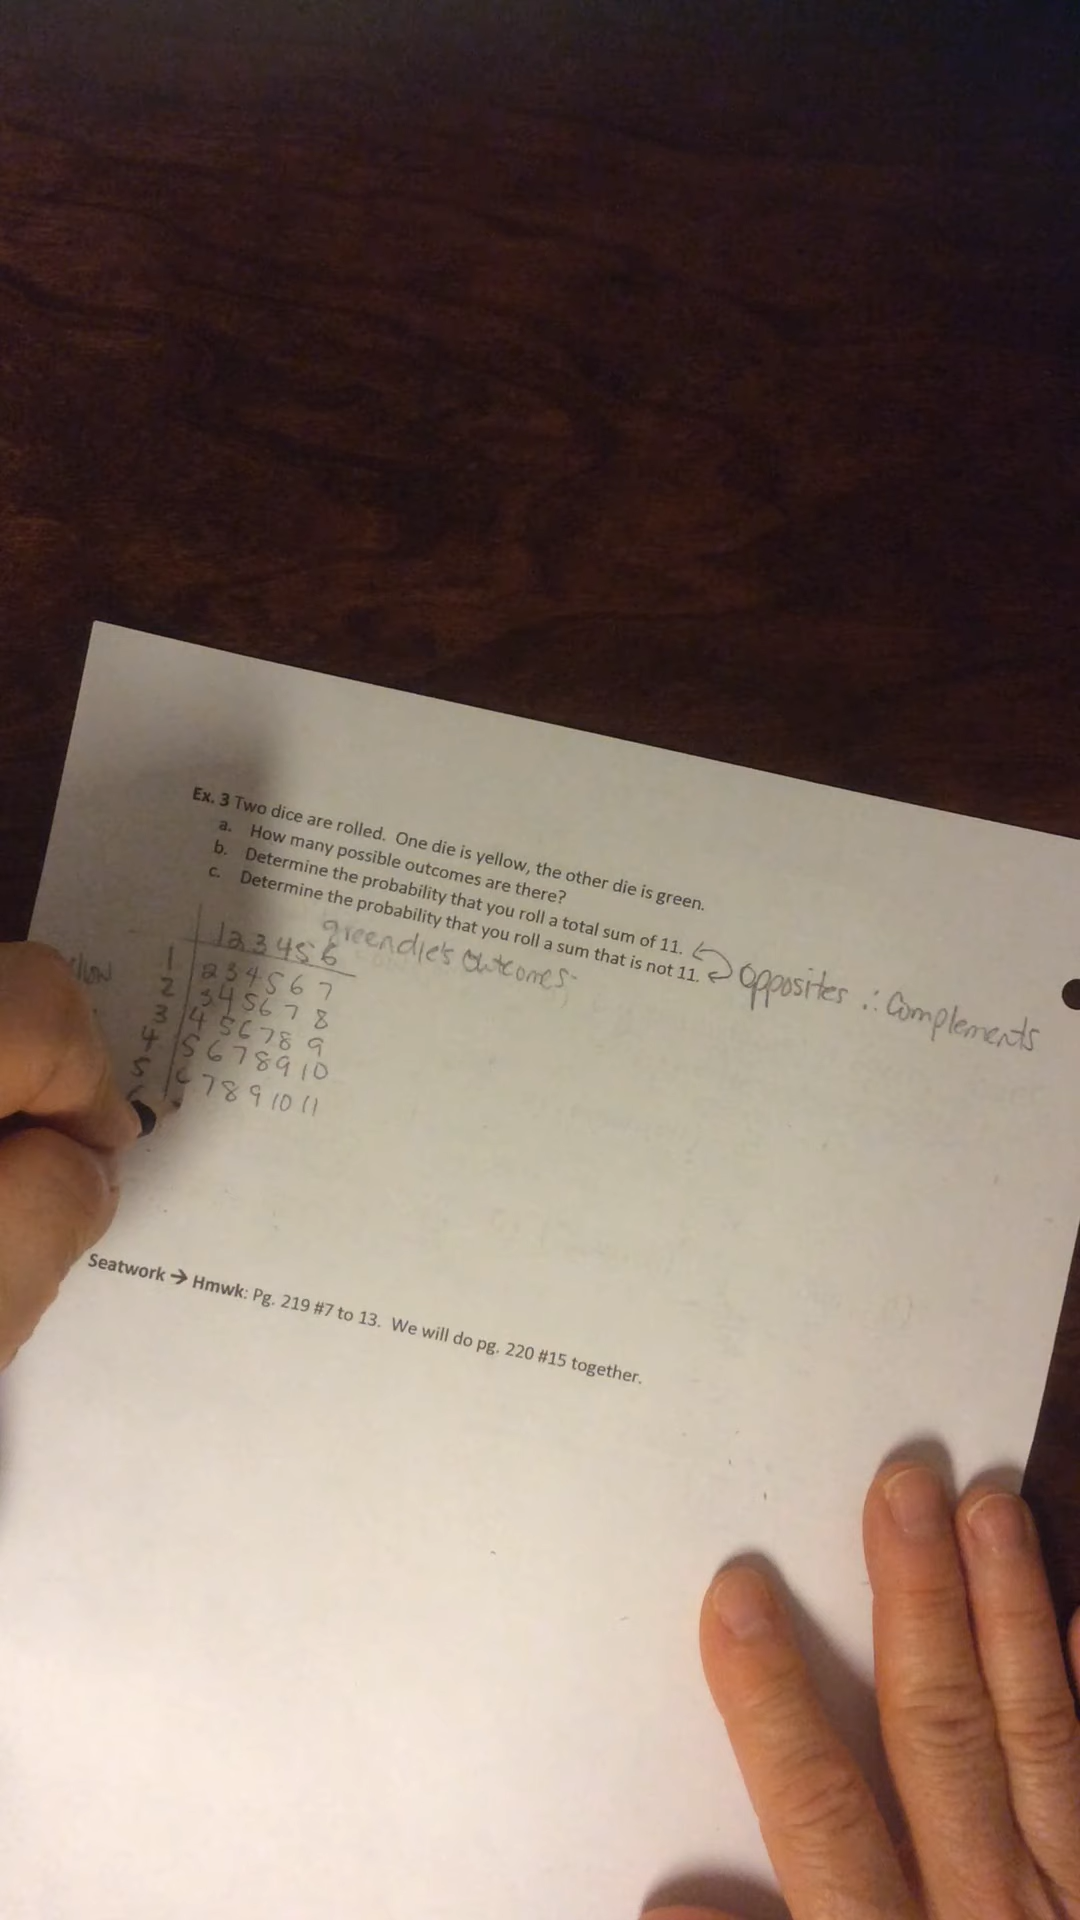 Ex. 3 Two dice are rolled. One die is yellow, the other die is green.
a. How many possible outcomes are there?
b. Determine the probability that you roll a total sum of 11.
c. Determine the probability that you roll a sum that is not 11.
Opposites ∴ Complements
green die's outcomes
1 2 3 4 5 6
1 2 3 4 5 6 7
2 3 4 5 6 7 8
3 4 5 6 7 8 9
4 5 6 7 8 9 10
5 6 7 8 9 10 11
Seatwork → Hmwk: Pg. 219 #7 to 13. We will do pg. 220 #15 together.